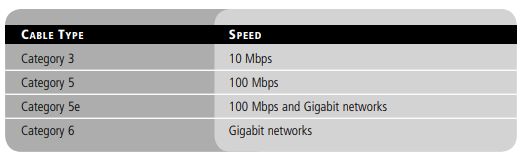 CABLE TYPE SPEED
Category 3 10 Mbps
Category 5 100 Mbps
Category 5e 100 Mbps and Gigabit networks
Category 6 Gigabit networks